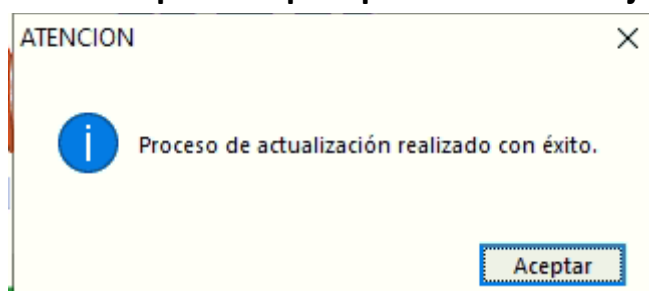 ATENCION
Proceso de actualización realizado con éxito.
Aceptar